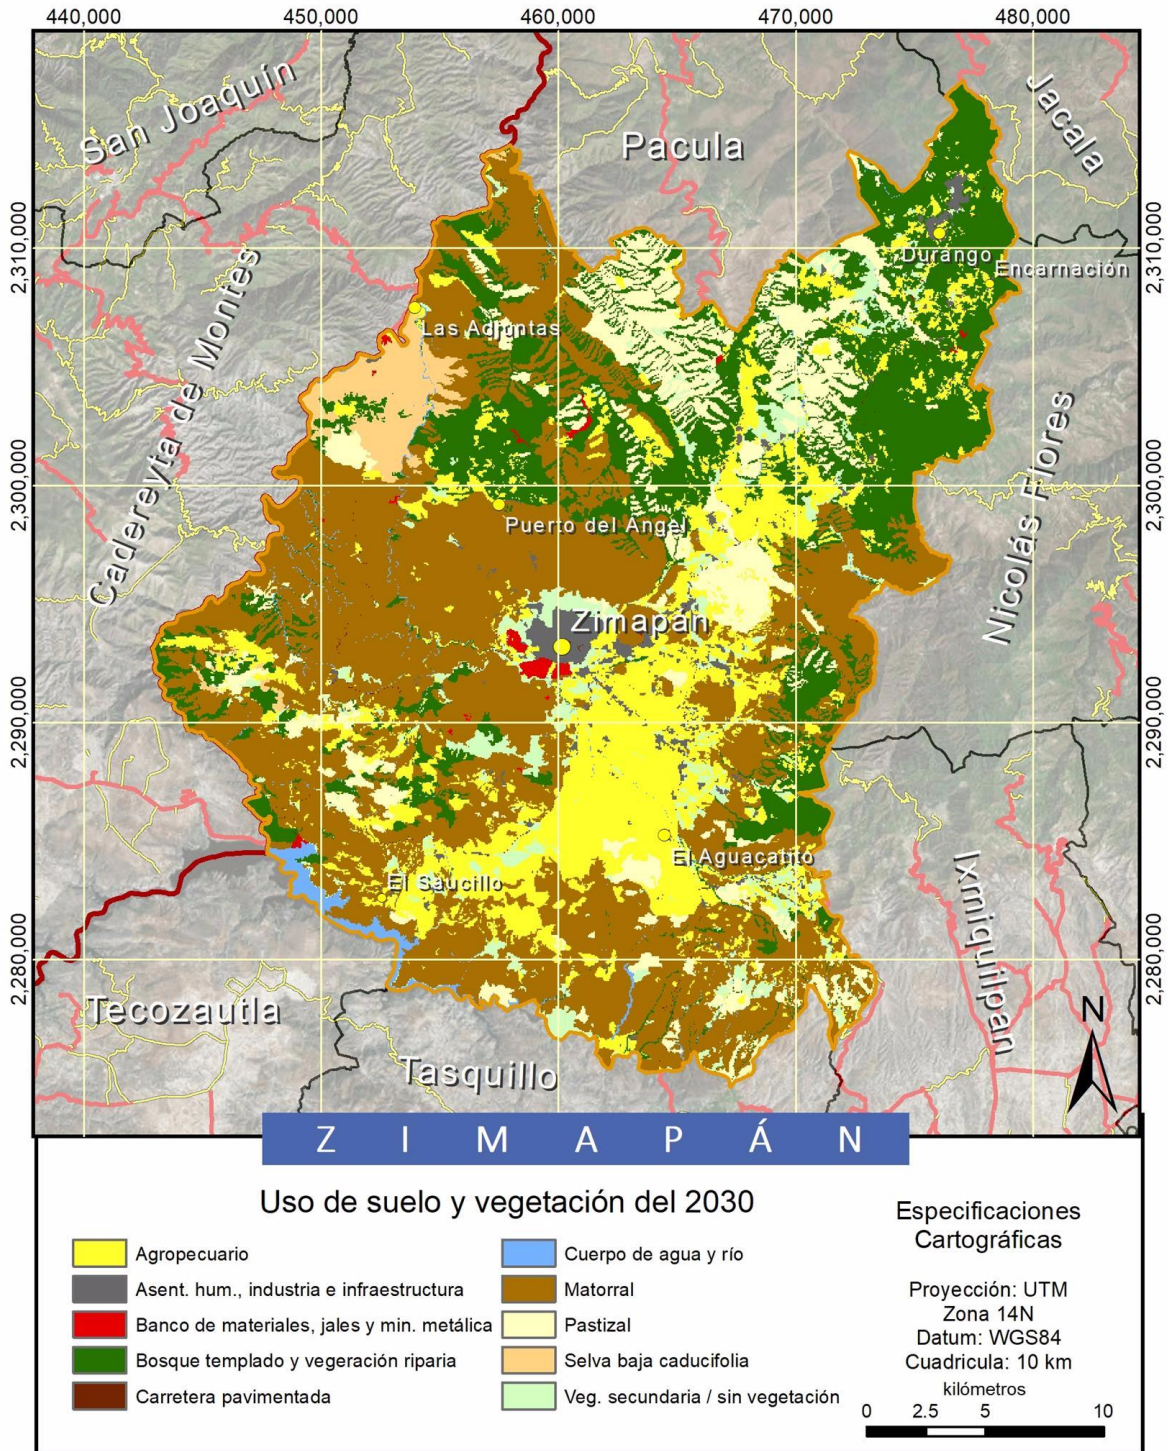 440,000 450,000 460,000 470,000 480,000
San Joaquín
Pacula
Jacala
2,310,000
2,310,000
Durango
Encarnación
Las Adjuntas
Cadereyta de Montes
2,300,000
2,300,000
Puerto del Angel
Nicolás Flores
Zimapán
2,290,000
2,290,000
El Aguacatito
El Saucillo
Ixmiquilpan
2,280,000
2,280,000
Tecozautla
Tasquillo
N
Z I M A P Á N
Uso de suelo y vegetación del 2030
Agropecuario
Asent. hum., industria e infraestructura
Banco de materiales, jales y min. metálica
Bosque templado y vegeración riparia
Carretera pavimentada
Cuerpo de agua y río
Matorral
Pastizal
Selva baja caducifolia
Veg. secundaria / sin vegetación
Especificaciones
Cartográficas
Proyección: UTM
Zona 14N
Datum: WGS84
Cuadricula: 10 km
kilómetros
0 2.5 5 10